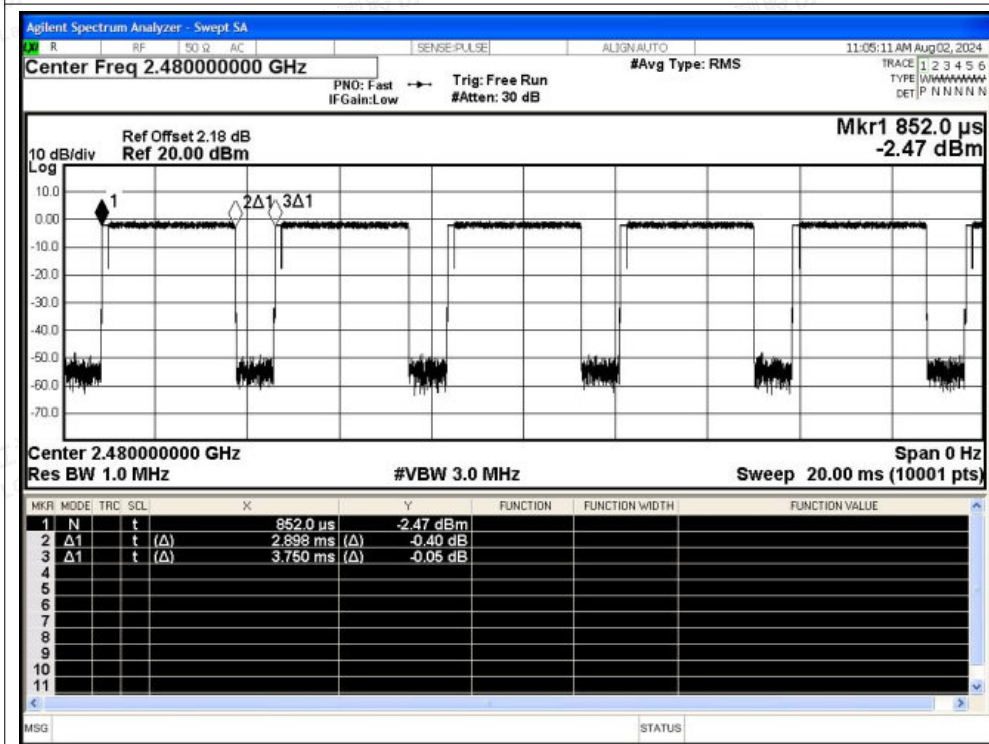 Agilent Spectrum Analyzer - Swept SA
LXI R RF 50 Ω AC SENSE:PULSE ALIGN AUTO 11:05:11 AM Aug 02, 2024
Center Freq 2.480000000 GHz #Avg Type: RMS TRACE 1 2 3 4 5 6
PNO: Fast Trig: Free Run TYPE WWWWWW
IFGain:Low #Atten: 30 dB DET P N N N N N
Mkr1 852.0 µs
Ref Offset 2.18 dB
10 dB/div Ref 20.00 dBm -2.47 dBm
Log
10.0
1 2Δ1 3Δ1
0.00
-10.0
-20.0
-30.0
-40.0
-50.0
-60.0
-70.0
Center 2.480000000 GHz Span 0 Hz
Res BW 1.0 MHz #VBW 3.0 MHz Sweep 20.00 ms (10001 pts)
MKR MODE TRC SCL X Y FUNCTION FUNCTION WIDTH FUNCTION VALUE
1 N t 852.0 µs -2.47 dBm
2 Δ1 t (Δ) 2.898 ms (Δ) -0.40 dB
3 Δ1 t (Δ) 3.750 ms (Δ) -0.05 dB
4
5
6
7
8
9
10
11
MSG STATUS